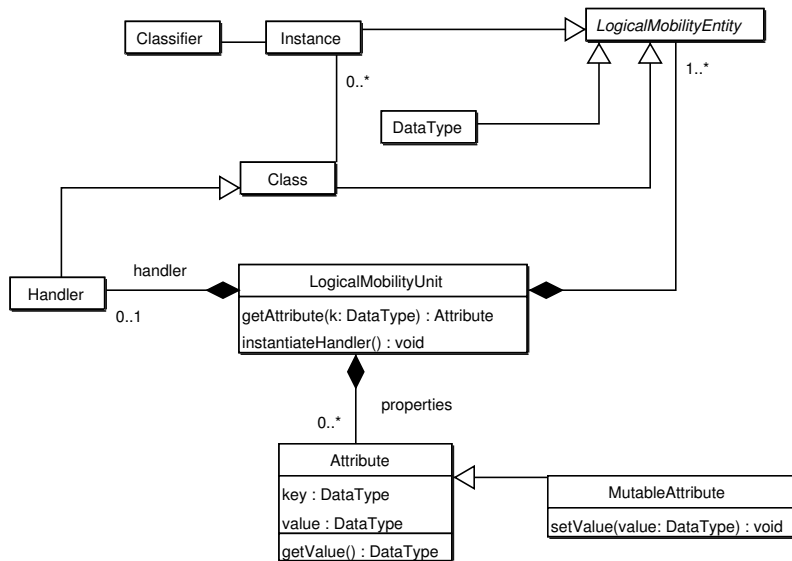 Classifier
Instance
LogicalMobilityEntity
0..*
1..*
DataType
Class
handler
LogicalMobilityUnit
Handler
0..1
getAttribute(k: DataType) : Attribute
instantiateHandler() : void
properties
0..*
Attribute
key : DataType
value : DataType
getValue() : DataType
MutableAttribute
setValue(value: DataType) : void